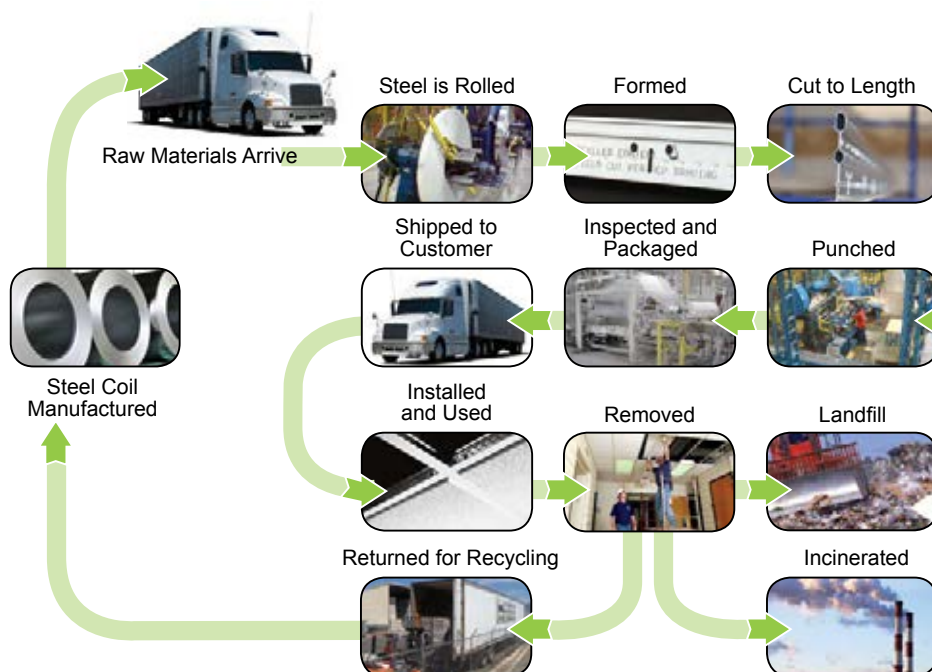 Steel is Rolled
Formed
Cut to Length
Raw Materials Arrive
Shipped to
Customer
Inspected and
Packaged
Punched
Steel Coil
Manufactured
Installed
and Used
Removed
Landfill
Returned for Recycling
Incinerated